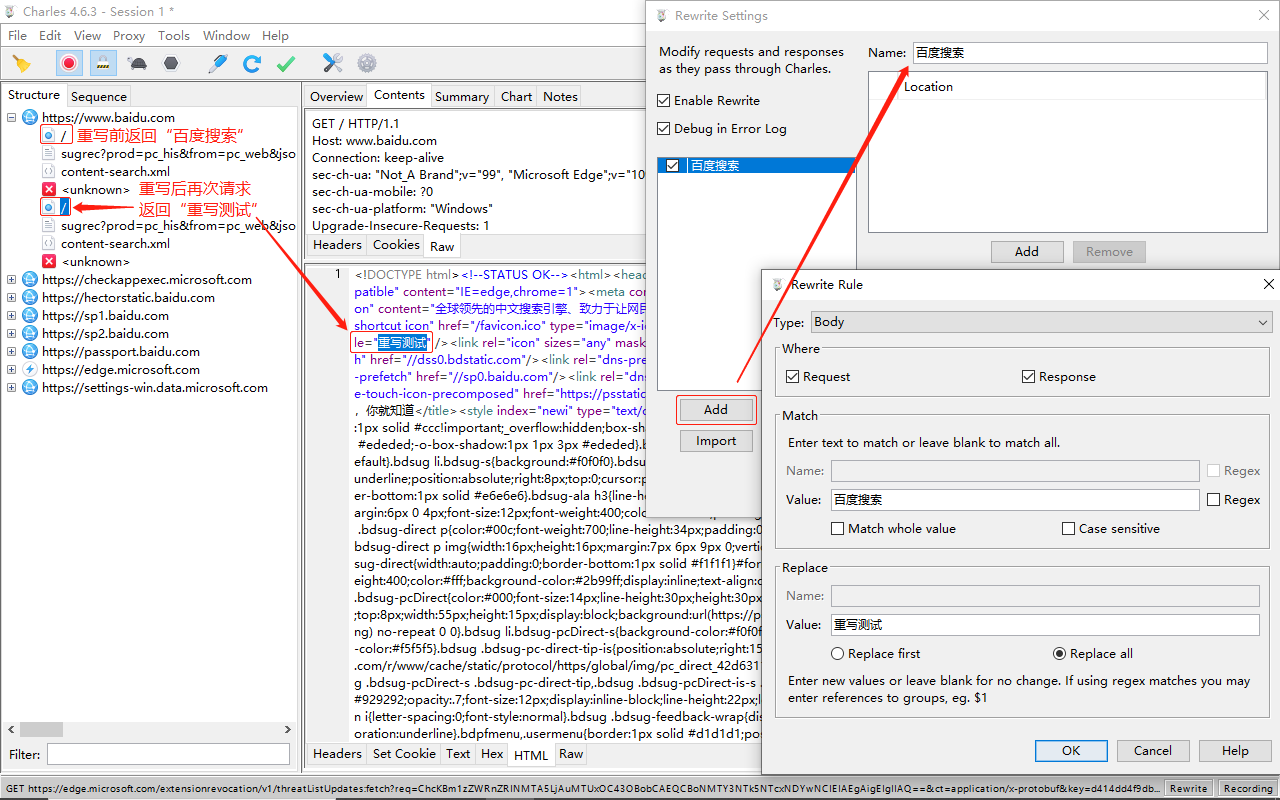 Charles 4.6.3 - Session 1 *
File Edit View Proxy Tools Window Help
Structure Sequence
https://www.baidu.com
/ 重写前返回“百度搜索”
sugrec?prod=pc_his&from=pc_web&jso
content-search.xml
<unknown> 重写后再次请求
/ 返回“重写测试”
sugrec?prod=pc_his&from=pc_web&jso
content-search.xml
<unknown>
https://checkappexec.microsoft.com
https://hectorstatic.baidu.com
https://sp1.baidu.com
https://sp2.baidu.com
https://passport.baidu.com
https://edge.microsoft.com
https://settings-win.data.microsoft.com
Filter:
Overview Contents Summary Chart Notes
GET / HTTP/1.1
Host: www.baidu.com
Connection: keep-alive
sec-ch-ua: "Not_A Brand";v="99", "Microsoft Edge";v="10
sec-ch-ua-mobile: ?0
sec-ch-ua-platform: "Windows"
Upgrade-Insecure-Requests: 1
Headers Cookies Raw
1 <!DOCTYPE html><!--STATUS OK--><html><head
patible" content="IE=edge,chrome=1"><meta con
on" content="全球领先的中文搜索引擎、致力于让网民
shortcut icon" href="/favicon.ico" type="image/x-ic
le="重写测试" /><link rel="icon" sizes="any" mask
h" href="//dss0.bdstatic.com"/><link rel="dns-pre
-prefetch" href="//sp0.baidu.com"/><link rel="dns
e-touch-icon-precomposed" href="https://psstatic
，你就知道</title><style index="newi" type="text/c
:1px solid #ccc!important;_overflow:hidden;box-sha
#ededed;-o-box-shadow:1px 1px 3px #ededed}.b
efault}.bdsug li.bdsug-s{background:#f0f0f0}.bdsu
underline;position:absolute;right:8px;top:0;cursor:p
er-bottom:1px solid #e6e6e6}.bdsug-ala h3{line-h
argin:6px 0 4px;font-size:12px;font-weight:400;colo
.bdsug-direct p{color:#00c;font-weight:700;line-height:34px;padding:0
bdsug-direct p img{width:16px;height:16px;margin:7px 6px 9px 0;verti
sug-direct{width:auto;padding:0;border-bottom:1px solid #f1f1f1}#for
eight:400;color:#fff;background-color:#2b99ff;display:inline;text-align:c
.bdsug-pcDirect{color:#000;font-size:14px;line-height:30px;height:30px
;top:8px;width:55px;height:15px;display:block;background:url(https://p
ng) no-repeat 0 0}.bdsug li.bdsug-pcDirect-s{background-color:#f0f0f
-color:#f5f5f5}.bdsug .bdsug-pc-direct-tip-is{position:absolute;right:15
.com/r/www/cache/static/protocol/https/global/img/pc_direct_42d6311
g .bdsug-pcDirect-s .bdsug-pc-direct-tip,.bdsug .bdsug-pcDirect-is-s .
#929292;opacity:.7;font-size:12px;display:inline-block;line-height:22px;l
n i{letter-spacing:0;font-style:normal}.bdsug .bdsug-feedback-wrap{dis
oration:underline}.bdpfmenu,.usermenu{border:1px solid #d1d1d1;pos
Headers Set Cookie Text Hex HTML Raw
Rewrite Settings
Modify requests and responses
as they pass through Charles.
Enable Rewrite
Debug in Error Log
百度搜索
Add
Import
Name: 百度搜索
Location
Add Remove
Rewrite Rule
Type: Body
Where
Request Response
Match
Enter text to match or leave blank to match all.
Name: Regex
Value: 百度搜索 Regex
Match whole value Case sensitive
Replace
Name:
Value: 重写测试
Replace first Replace all
Enter new values or leave blank for no change. If using regex matches you may
enter references to groups, eg. $1
OK Cancel Help
Rewrite Recording